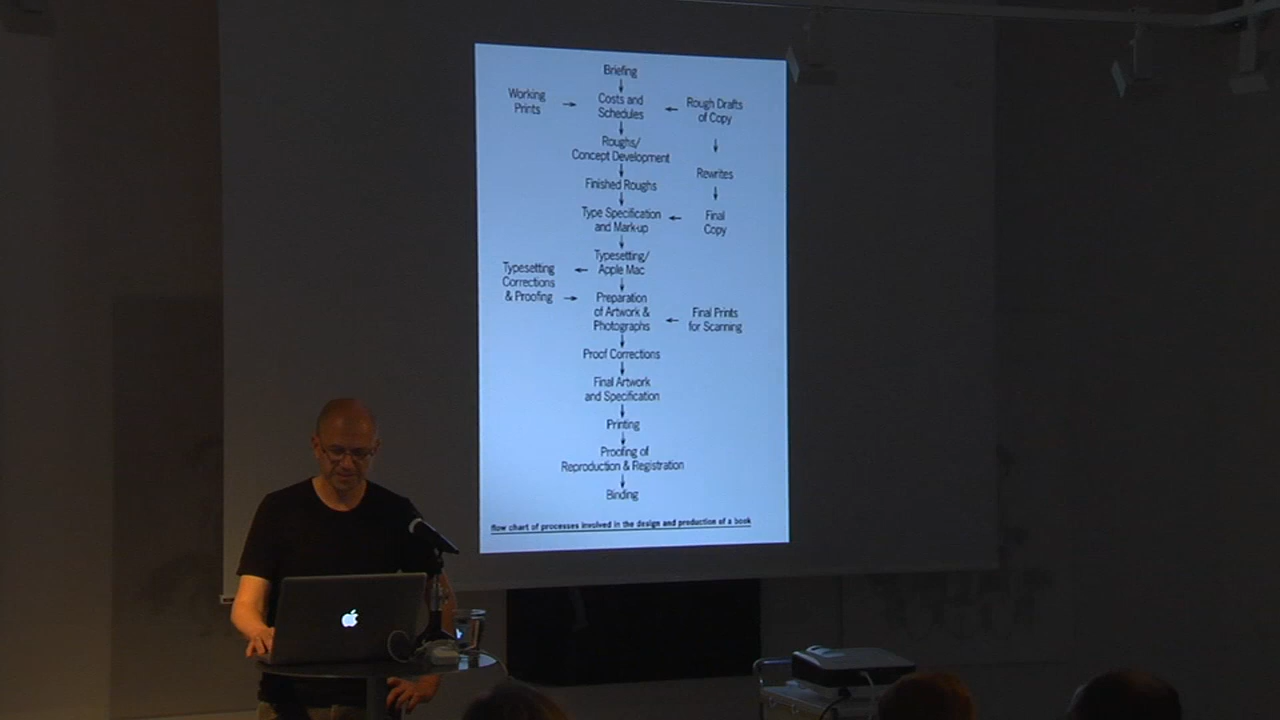 Briefing
Working
Prints
Costs and
Schedules
Rough Drafts
of Copy
Roughs/
Concept Development
Rewrites
Finished Roughs
Type Specification
and Mark-up
Final
Copy
Typesetting/
Apple Mac
Typesetting
Corrections
& Proofing
Preparation
of Artwork &
Photographs
Final Prints
for Scanning
Proof Corrections
Final Artwork
and Specification
Printing
Proofing of
Reproduction & Registration
Binding
flow chart of processes involved in the design and production of a book